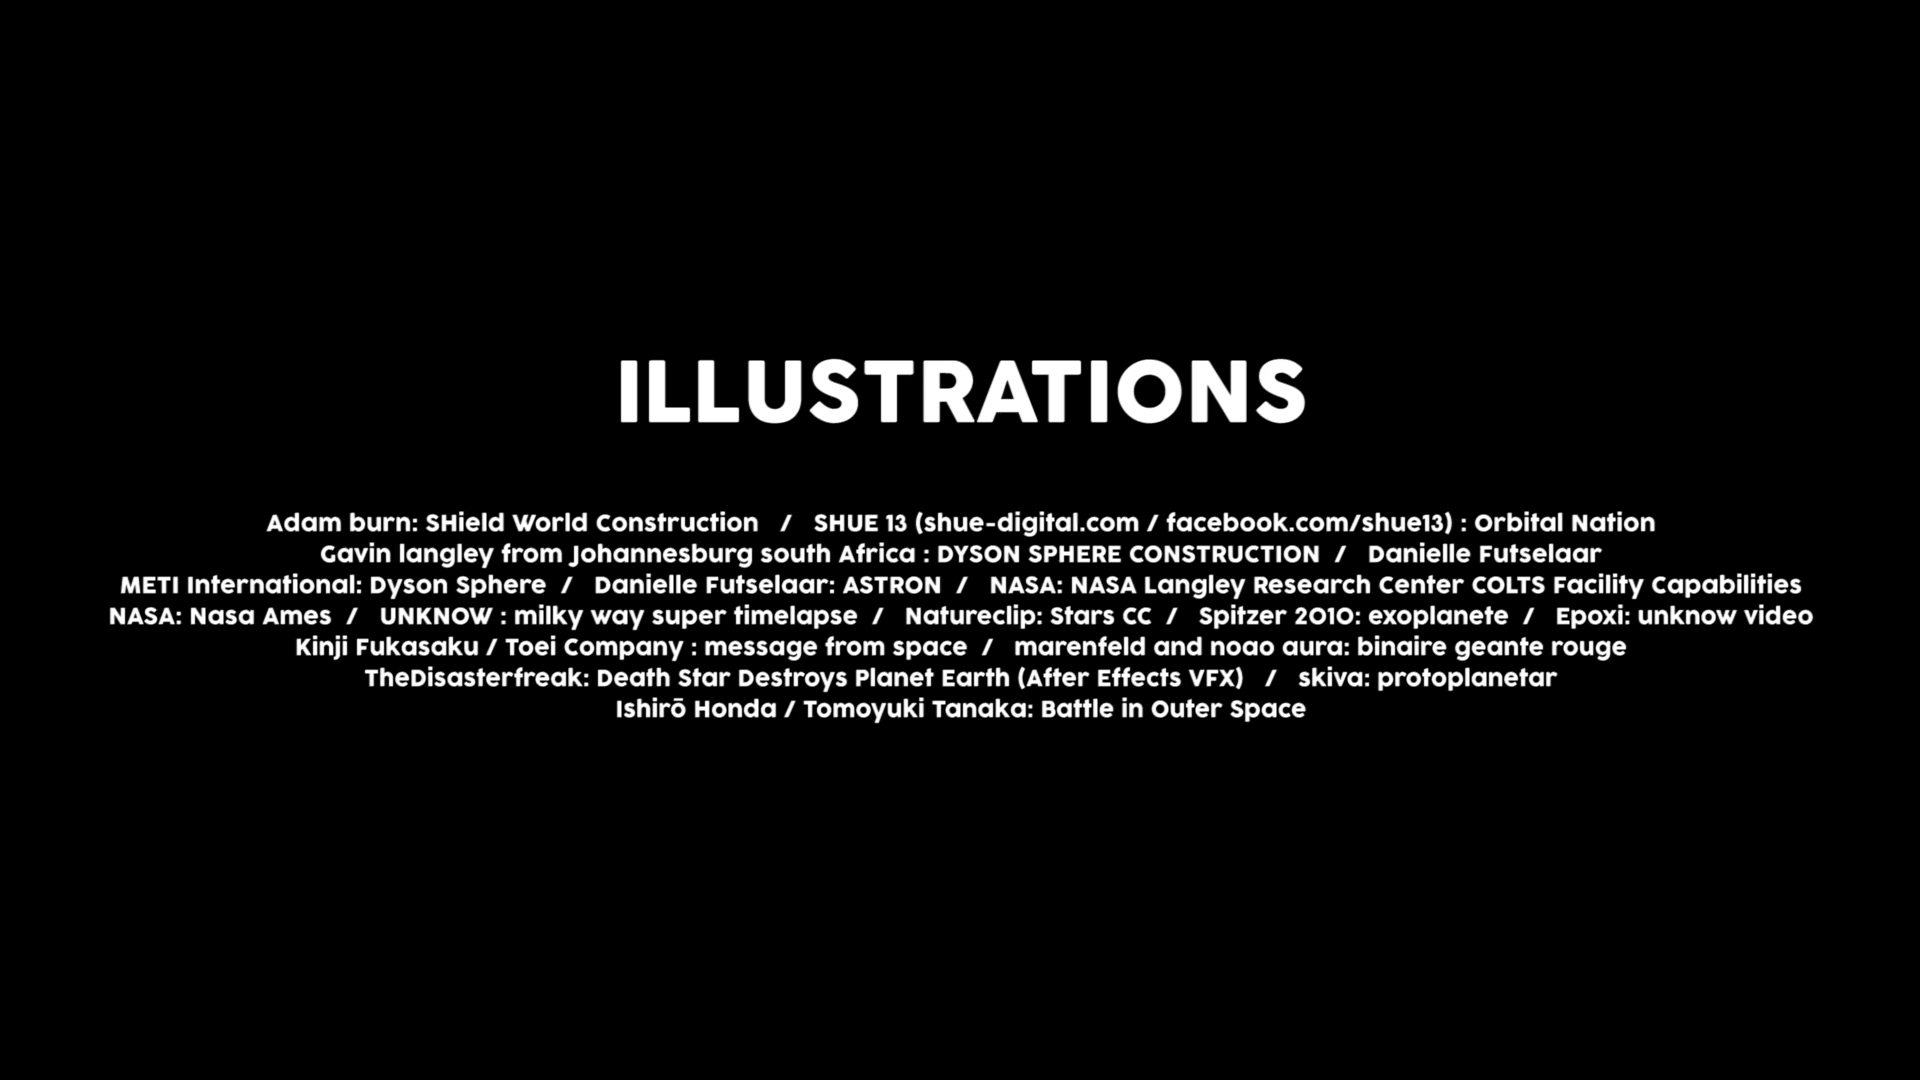 ILLUSTRATIONS
Adam burn: SHield World Construction / SHUE 13 (shue-digital.com / facebook.com/shue13) : Orbital Nation
Gavin langley from Johannesburg south Africa : DYSON SPHERE CONSTRUCTION / Danielle Futselaar
METI International: Dyson Sphere / Danielle Futselaar: ASTRON / NASA: NASA Langley Research Center COLTS Facility Capabilities
NASA: Nasa Ames / UNKNOW : milky way super timelapse / Natureclip: Stars CC / Spitzer 2010: exoplanete / Epoxi: unknow video
Kinji Fukasaku / Toei Company : message from space / marenfeld and noao aura: binaire geante rouge
TheDisasterfreak: Death Star Destroys Planet Earth (After Effects VFX) / skiva: protoplanetar
Ishirō Honda / Tomoyuki Tanaka: Battle in Outer Space